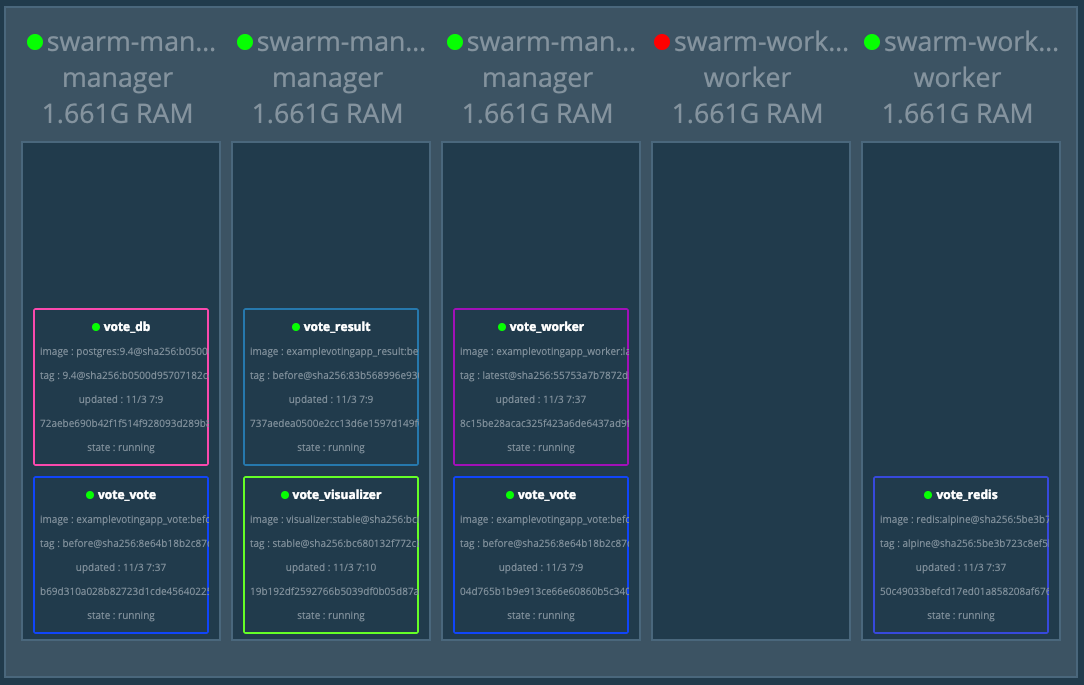 swarm-man...
manager
1.661G RAM
swarm-man...
manager
1.661G RAM
swarm-man...
manager
1.661G RAM
swarm-work...
worker
1.661G RAM
swarm-work...
worker
1.661G RAM
vote_db
image : postgres:9.4@sha256:b0500
tag : 9.4@sha256:b0500d95707182c
updated : 11/3 7:9
72aebe690b42f1f514f928093d289b
state : running
vote_vote
image : examplevotingapp_vote:befo
tag : before@sha256:8e64b18b2c87
updated : 11/3 7:37
b69d310a028b82723d1cde4564022
state : running
vote_result
image : examplevotingapp_result:be
tag : before@sha256:83b568996e93
updated : 11/3 7:9
737aedea0500e2cc13d6e1597d149f
state : running
vote_visualizer
image : visualizer:stable@sha256:bc
tag : stable@sha256:bc680132f772c
updated : 11/3 7:10
19b192df2592766b5039df0b05d87a
state : running
vote_worker
image : examplevotingapp_worker:la
tag : latest@sha256:55753a7b7872d
updated : 11/3 7:37
8c15be28acac325f423a6de6437ad9f
state : running
vote_vote
image : examplevotingapp_vote:befo
tag : before@sha256:8e64b18b2c87
updated : 11/3 7:9
04d765b1b9e913ce66e60860b5c340
state : running
vote_redis
image : redis:alpine@sha256:5be3b7
tag : alpine@sha256:5be3b723c8ef5
updated : 11/3 7:37
50c49033befcd17ed01a858208af676
state : running